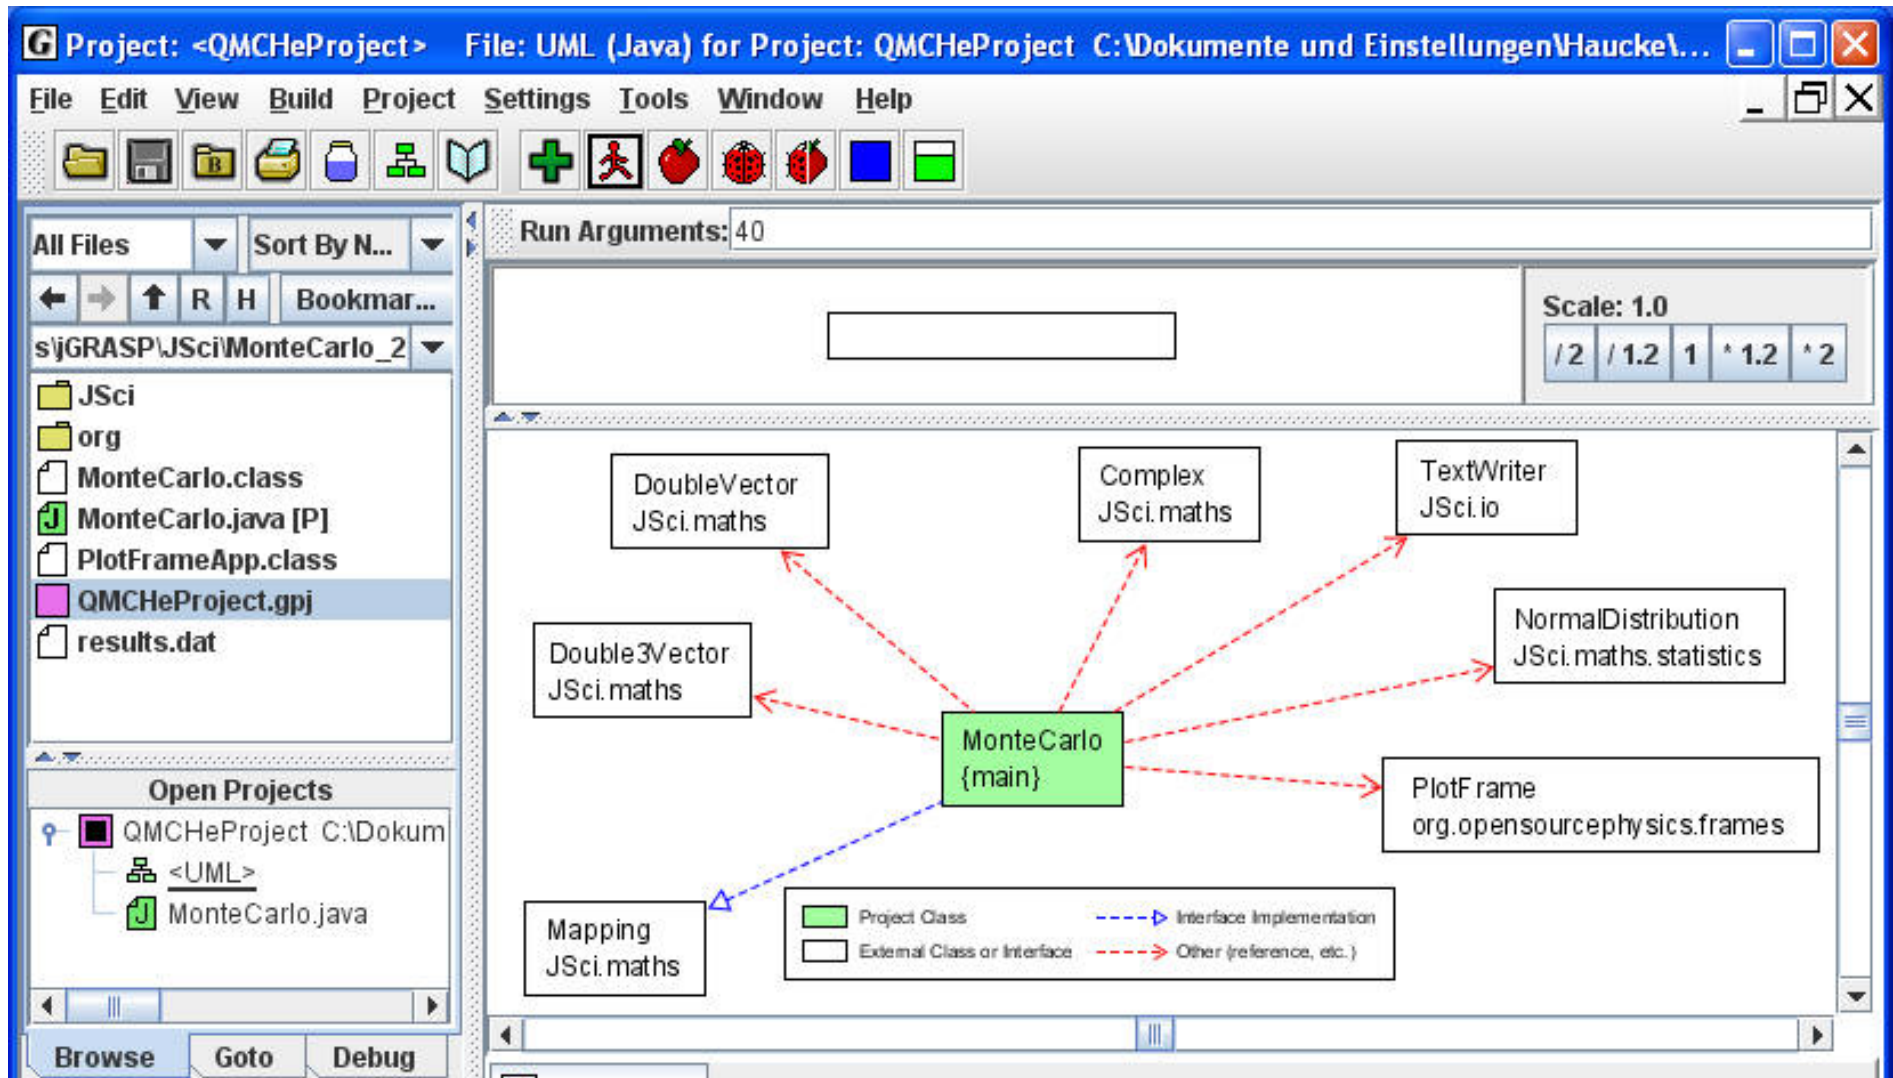 Project: <QMCHeProject> File: UML (Java) for Project: QMCHeProject C:\Dokumente und Einstellungen\Haucke\...
File Edit View Build Project Settings Tools Window Help
B
All Files Sort By N...
R H Bookmar...
s\jGRASP\JSci\MonteCarlo_2
JSci
org
MonteCarlo.class
MonteCarlo.java [P]
PlotFrameApp.class
QMCHeProject.gpj
results.dat
Open Projects
QMCHeProject C:\Dokum
<UML>
MonteCarlo.java
Browse Goto Debug
Run Arguments: 40
Scale: 1.0
/ 2 / 1.2 1 * 1.2 * 2
DoubleVector
JSci.maths
Complex
JSci.maths
TextWriter
JSci.io
Double3Vector
JSci.maths
NormalDistribution
JSci.maths.statistics
MonteCarlo
{main}
PlotFrame
org.opensourcephysics.frames
Mapping
JSci.maths
Project Class Interface Implementation
External Class or Interface Other (reference, etc.)